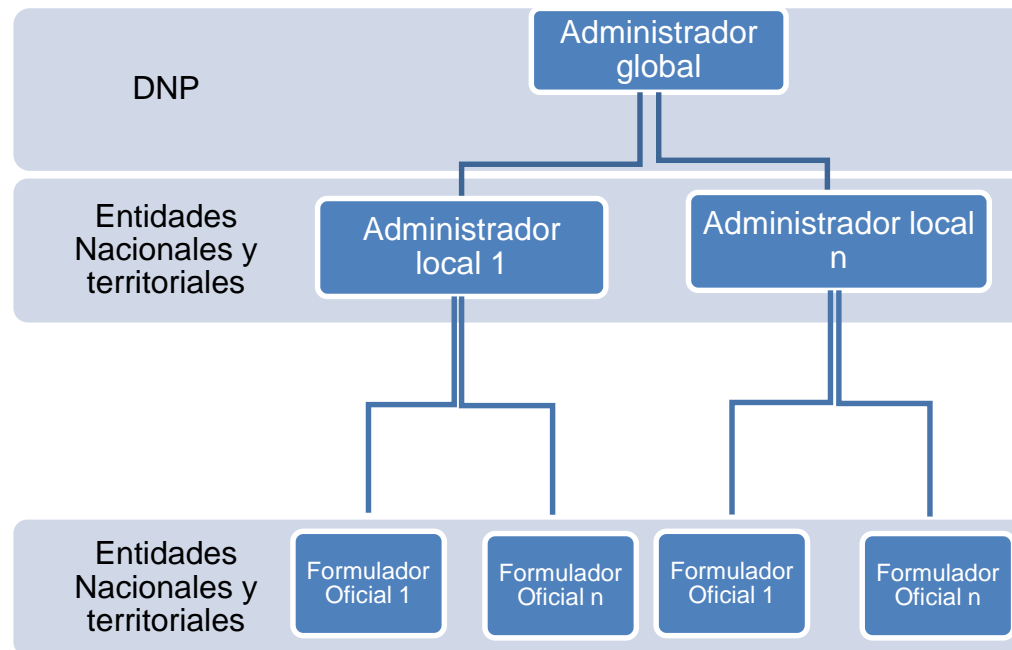 Administrador
global
DNP
Entidades
Nacionales y
territoriales
Administrador
local 1
Administrador local
n
Entidades
Nacionales y
territoriales
Formulador
Oficial 1
Formulador
Oficial n
Formulador
Oficial 1
Formulador
Oficial n